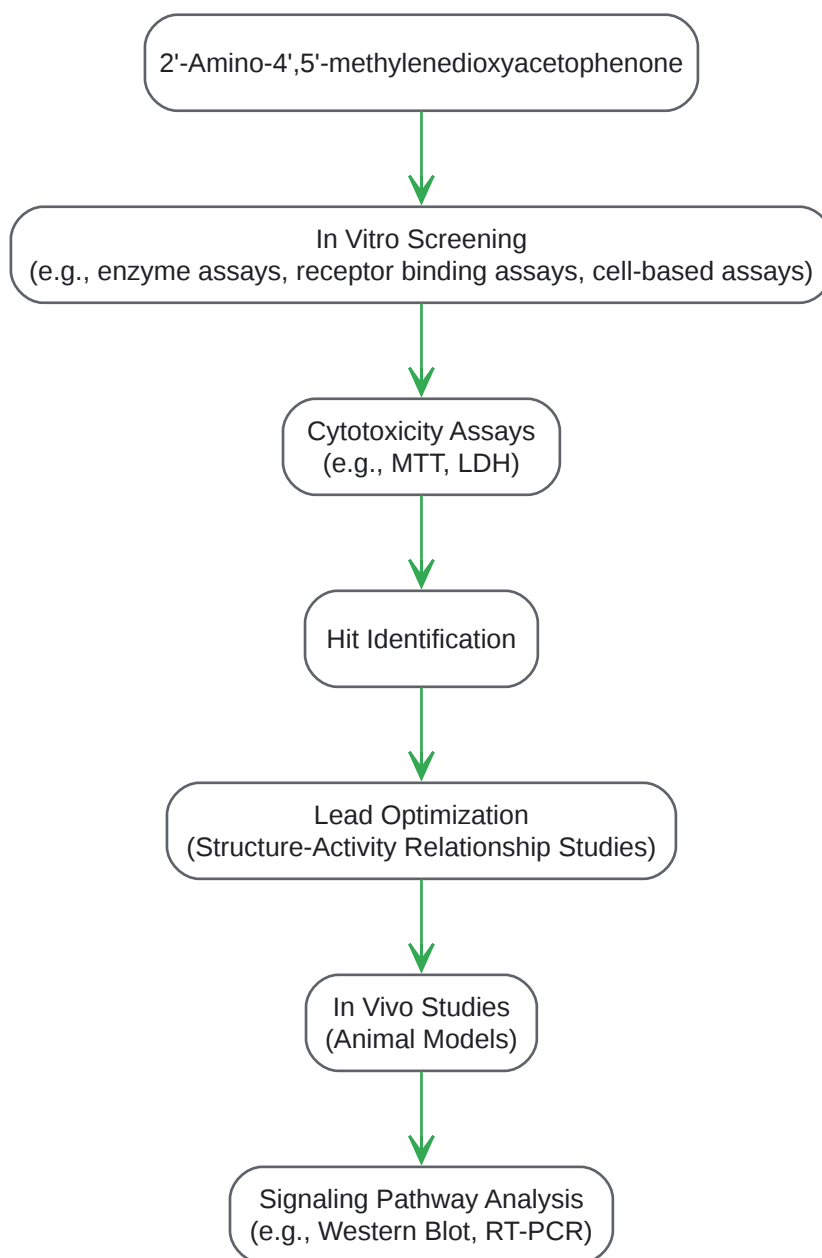 2'-Amino-4',5'-methylenedioxyacetophenone
In Vitro Screening
(e.g., enzyme assays, receptor binding assays, cell-based assays)
Cytotoxicity Assays
(e.g., MTT, LDH)
Hit Identification
Lead Optimization
(Structure-Activity Relationship Studies)
In Vivo Studies
(Animal Models)
Signaling Pathway Analysis
(e.g., Western Blot, RT-PCR)